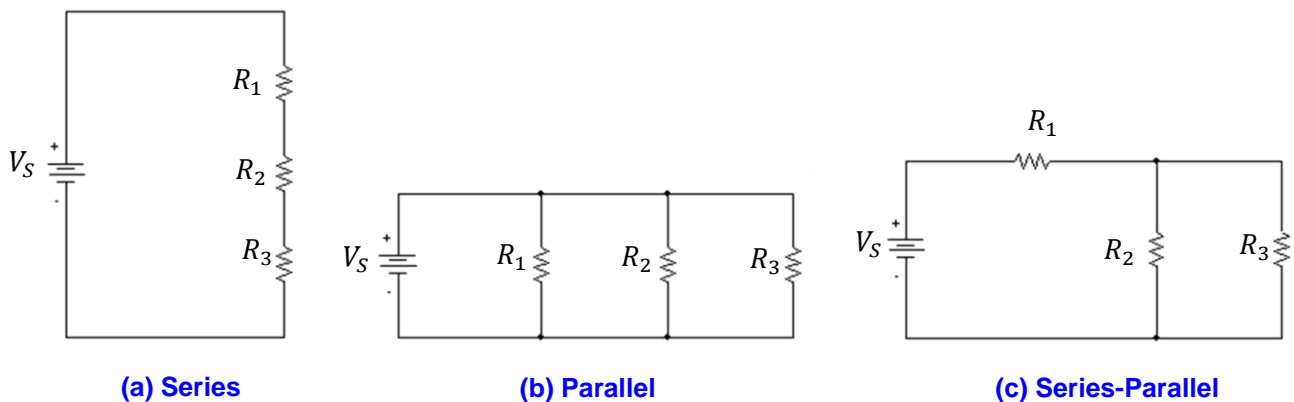 R1
+
VS
R2
-
R3
(a) Series
+
VS
R1
R2
R3
-
(b) Parallel
R1
+
VS
R2
R3
-
(c) Series-Parallel